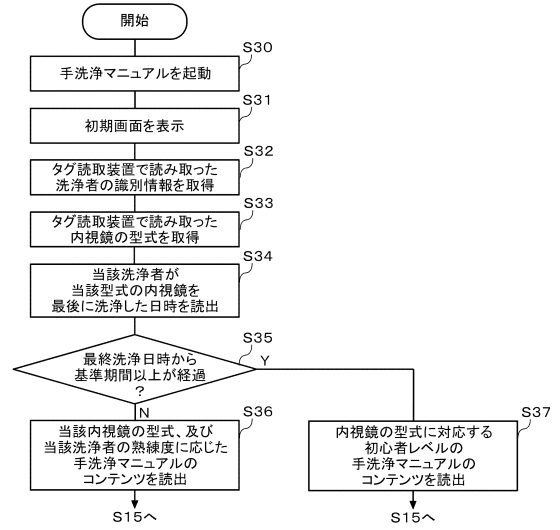 開始
S30
手洗浄マニュアルを起動
S31
初期画面を表示
S32
タグ読取装置で読み取った
洗浄者の識別情報を取得
S33
タグ読取装置で読み取った
内視鏡の型式を取得
S34
当該洗浄者が
当該型式の内視鏡を
最後に洗浄した日時を読出
S35
最終洗浄日時から
基準期間以上が経過
?
Y
N
S36
当該内視鏡の型式、及び
当該洗浄者の熟練度に応じた
手洗浄マニュアルの
コンテンツを読出
S15へ
S37
内視鏡の型式に対応する
初心者レベルの
手洗浄マニュアルの
コンテンツを読出
S15へ